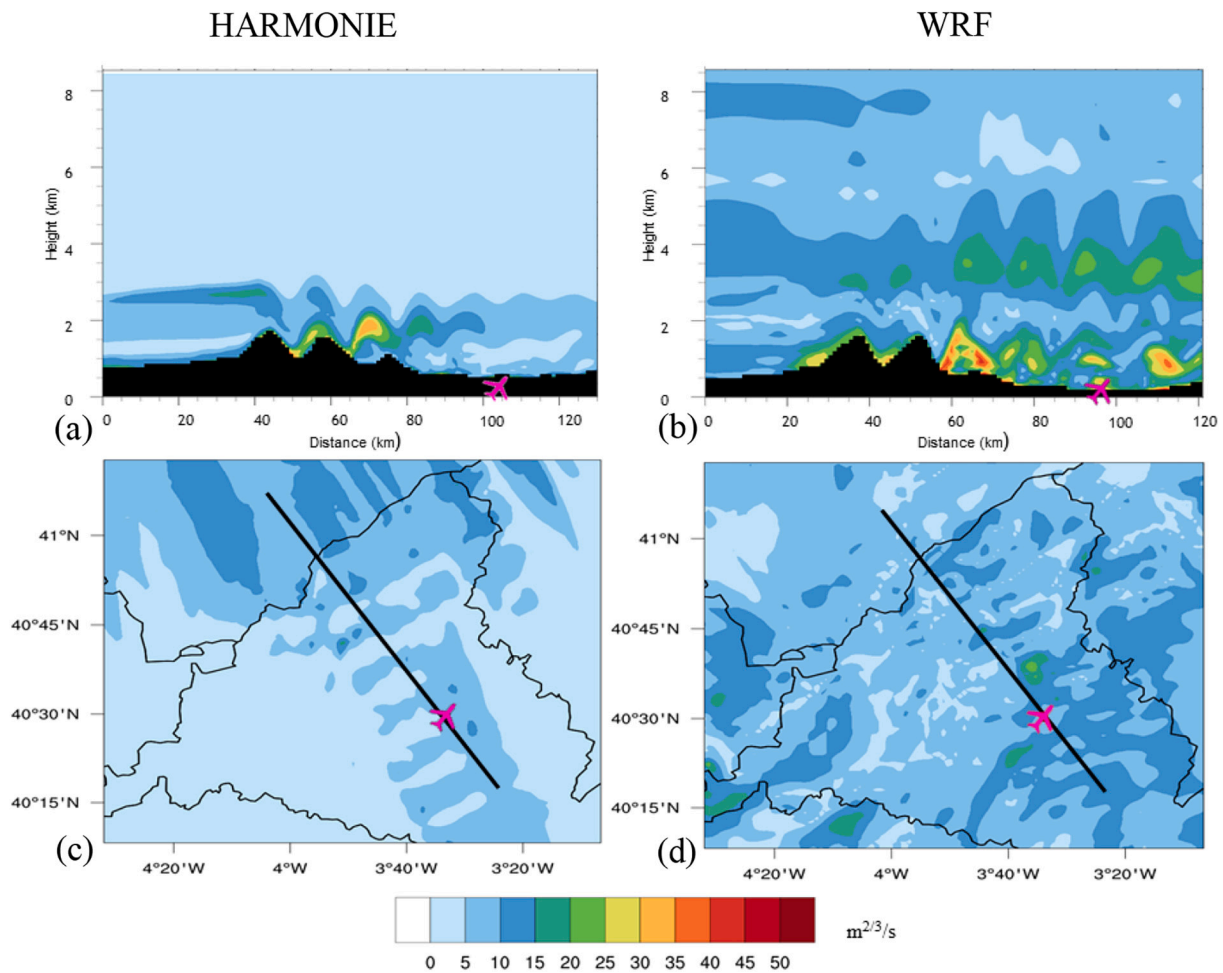 HARMONIE WRF
8 8
6 6
Height (km) Height (km)
4 4
2 2
0 0
0 20 40 60 80 100 120 0 20 40 60 80 100 120
(a) Distance (km) (b) Distance (km)
41°N 41°N
40°45'N 40°45'N
40°30'N 40°30'N
40°15'N 40°15'N
(c) (d)
4°20'W 4°W 3°40'W 3°20'W 4°20'W 4°W 3°40'W 3°20'W
m2/3/s
0 5 10 15 20 25 30 35 40 45 50